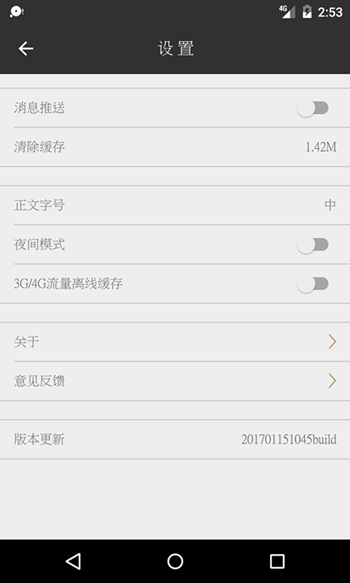 4G 2:53
设置
消息推送
清除缓存 1.42M
正文字号 中
夜间模式
3G/4G流量离线缓存
关于
意见反馈
版本更新 201701151045build